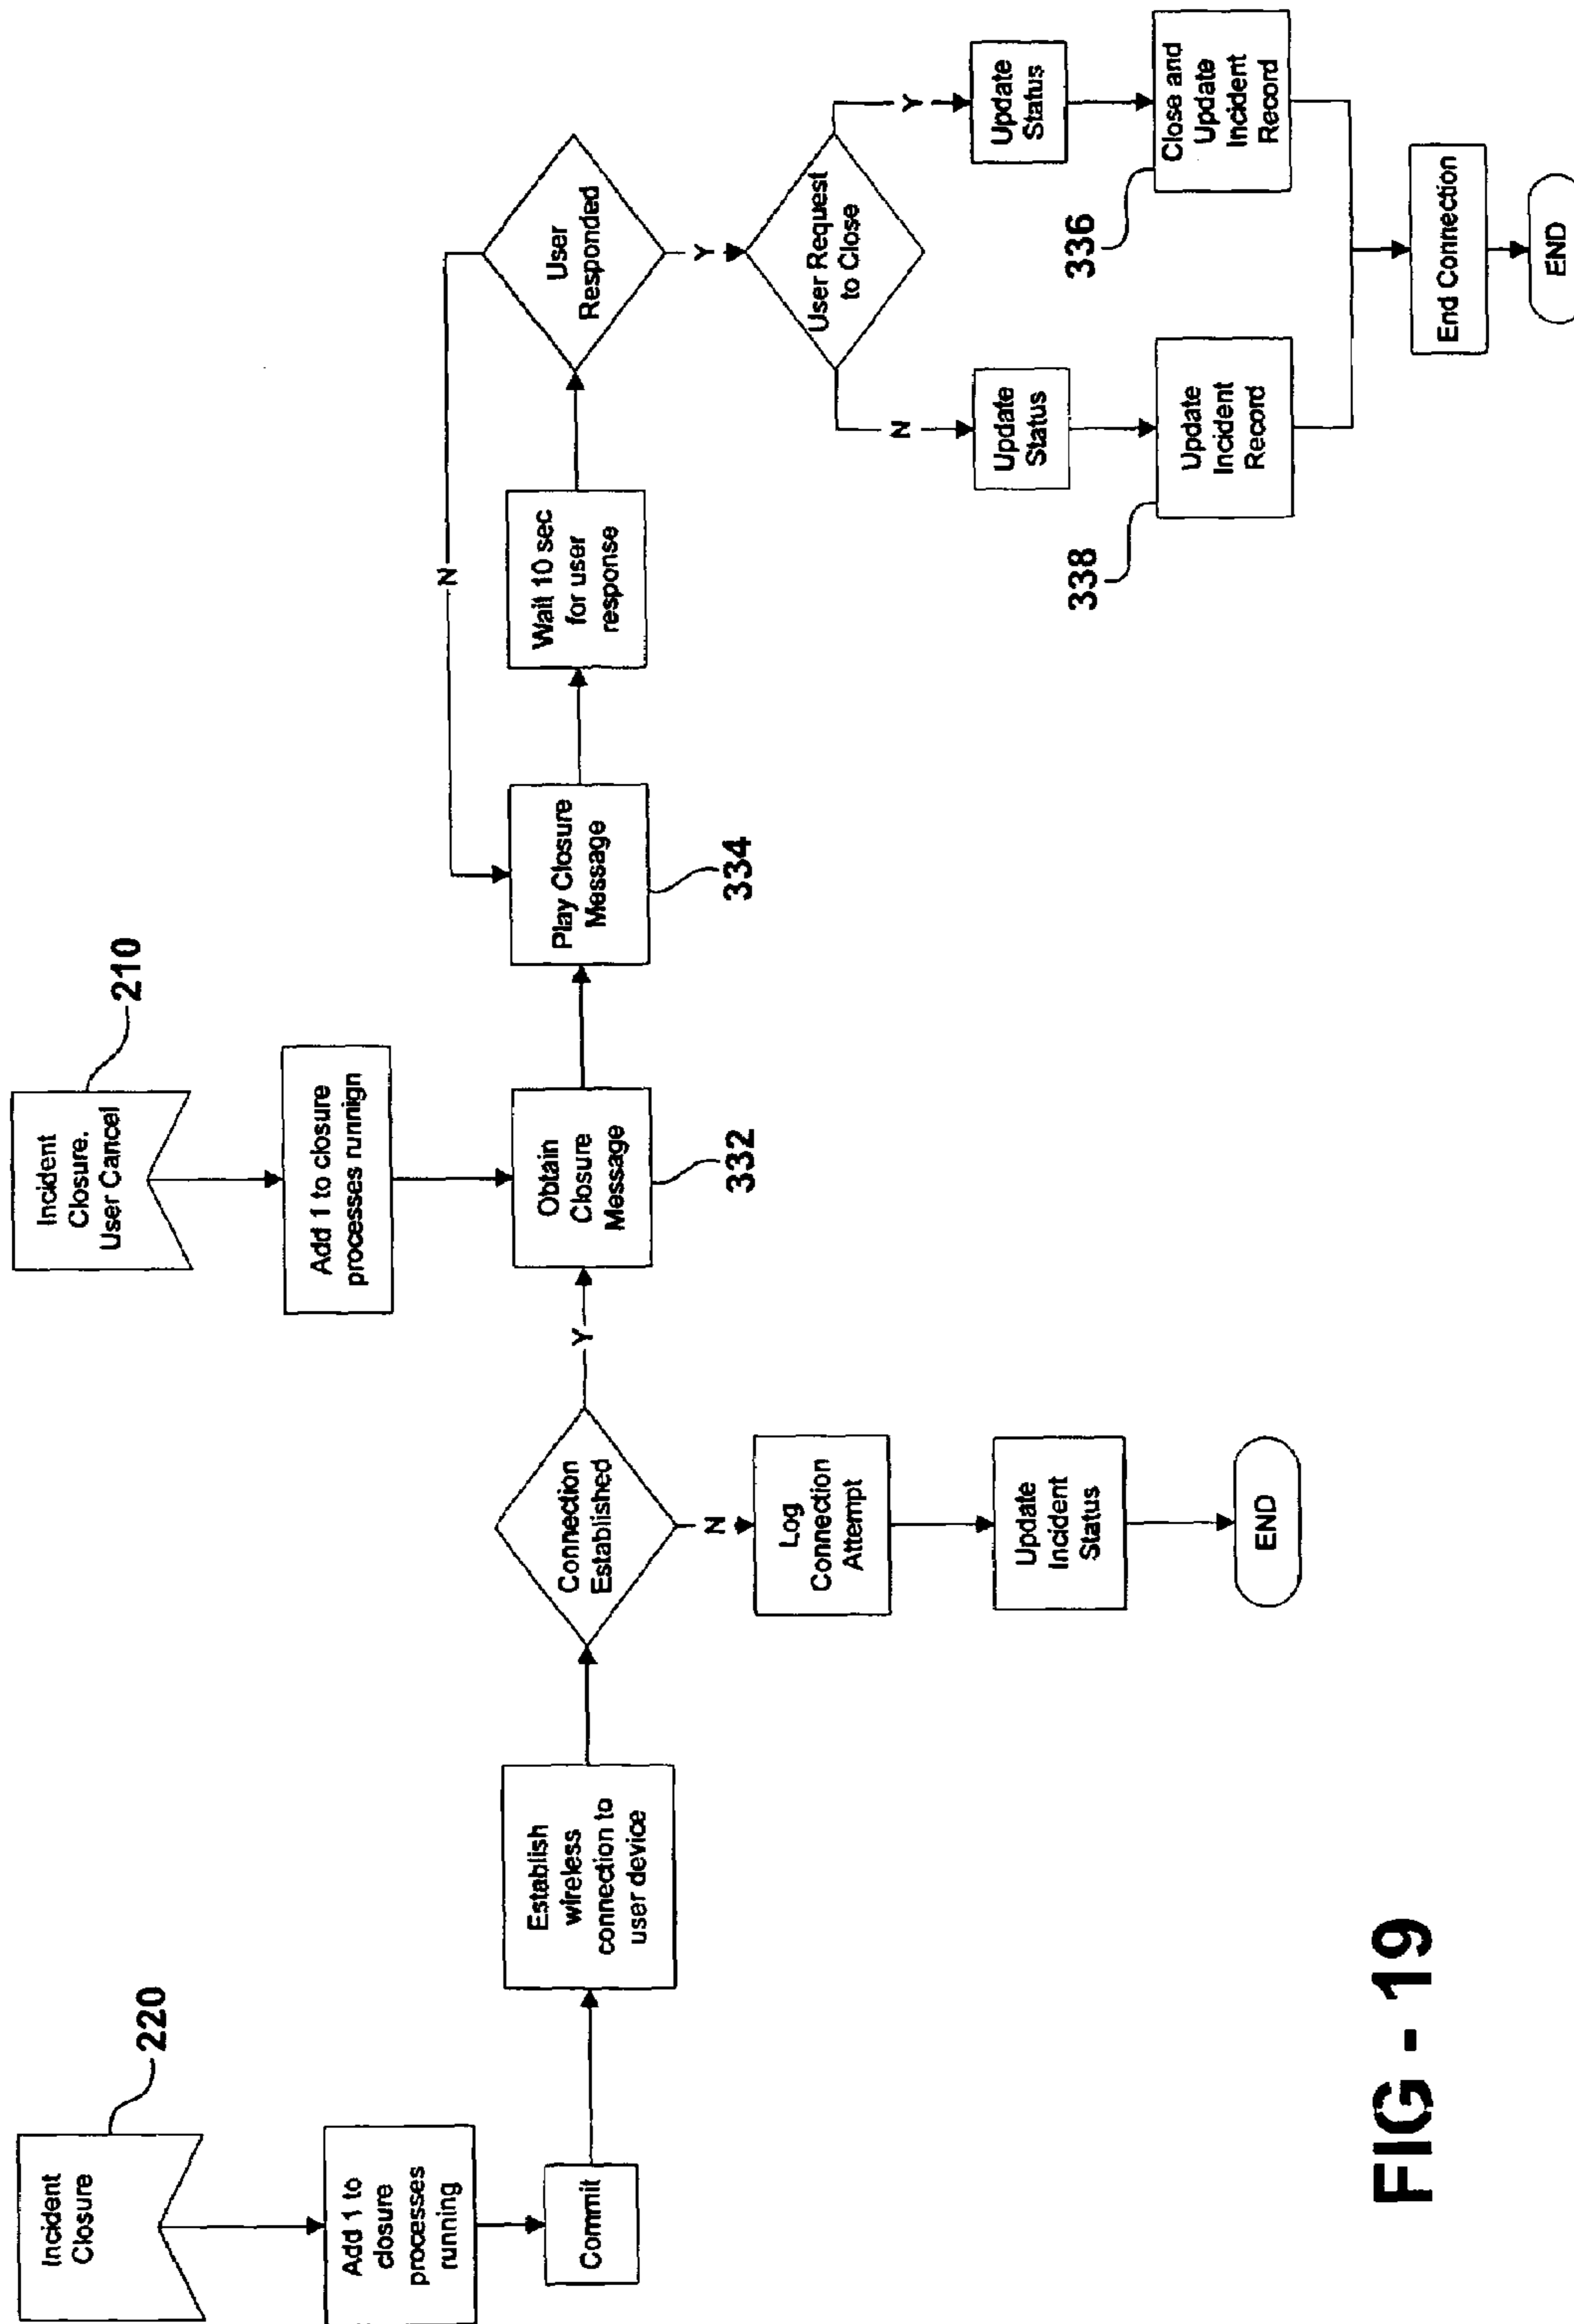 Incident
Closure
220
Add 1 to
closure
processes
running
Commit
Establish
wireless
connection to
user device
Connection
Established
N
Log
Connection
Attempt
Update
Incident
Status
END
Y
Incident
Closure.
User Cancel
210
Add 1 to closure
processes runnign
Obtain
Closure
Message
332
Play Closure
Message
334
Wait 10 sec
for user
response
User
Responded
N
Y
User Request
to Close
N
Update
Status
Update
Incident
Record
338
Y
Update
Status
Close and
Update
Incident
Record
336
End Connection
END
FIG - 19